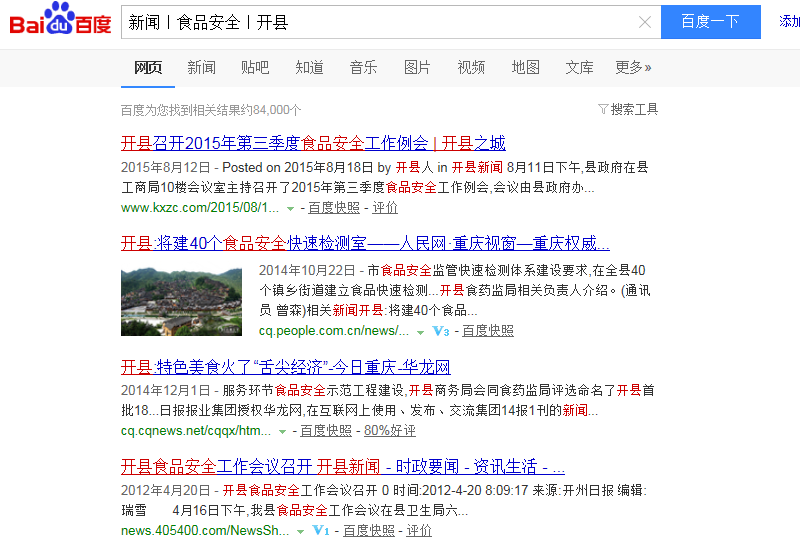 Bai du 百度
新闻丨食品安全丨开县
百度一下
添加
网页 新闻 贴吧 知道 音乐 图片 视频 地图 文库 更多»
百度为您找到相关结果约84,000个
搜索工具
开县召开2015年第三季度食品安全工作例会 | 开县之城
2015年8月12日 - Posted on 2015年8月18日 by 开县人 in 开县新闻 8月11日下午,县政府在县
工商局10楼会议室主持召开了2015年第三季度食品安全工作例会,会议由县政府办...
www.kxzc.com/2015/08/1... - 百度快照 - 评价
开县:将建40个食品安全快速检测室——人民网·重庆视窗—重庆权威...
2014年10月22日 - 市食品安全监管快速检测体系建设要求,在全县40
个镇乡街道建立食品快速检测...开县食药监局相关负责人介绍。(通讯
员 曾森)相关新闻开县:将建40个食品...
cq.people.com.cn/news/... V3 - 百度快照
开县:特色美食火了“舌尖经济”-今日重庆-华龙网
2014年12月1日 - 服务环节食品安全示范工程建设,开县商务局会同食药监局评选命名了开县首
批18...日报报业集团授权华龙网,在互联网上使用、发布、交流集团14报1刊的新闻...
cq.cqnews.net/cqqx/htm... - 百度快照 - 80%好评
开县食品安全工作会议召开 开县新闻 - 时政要闻 - 资讯生活 - ...
2012年4月20日 - 开县食品安全工作会议召开 0 时间:2012-4-20 8:09:17 来源:开州日报 编辑:
瑞雪 4月16日下午,我县食品安全工作会议在县卫生局六...
news.405400.com/NewsSh... V1 - 百度快照 - 评价